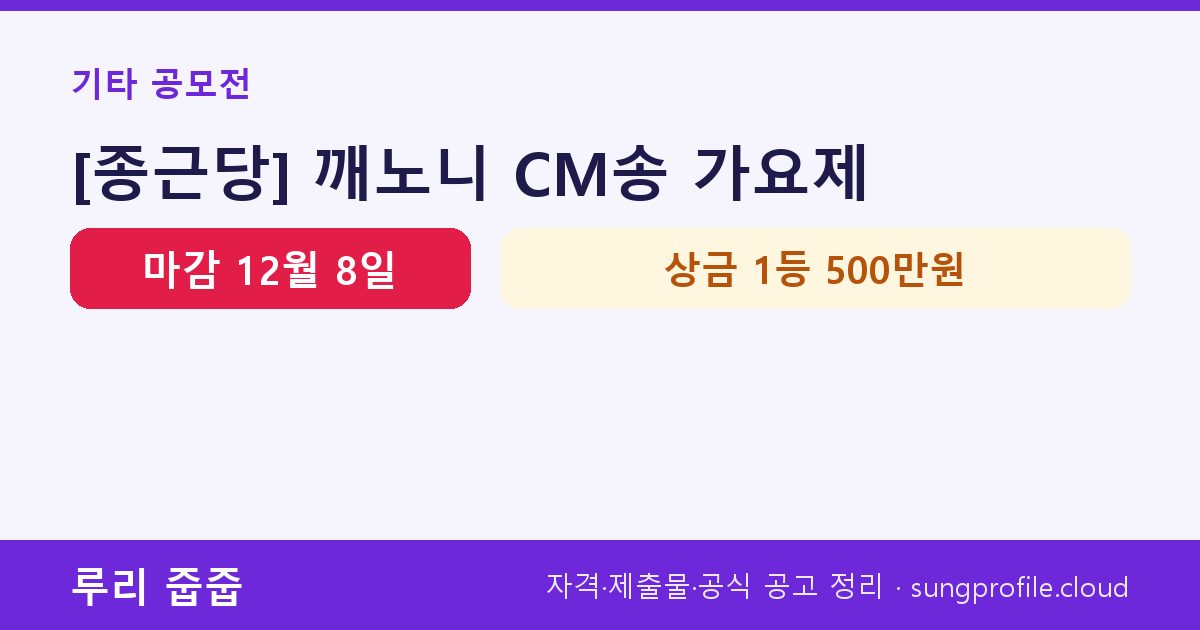 기타 공모전
[종근당] 깨노니 CM송 가요제
마감 12월 8일
상금 1등 500만원
루리 줍줍
자격·제출물·공식 공고 정리 · sungprofile.cloud